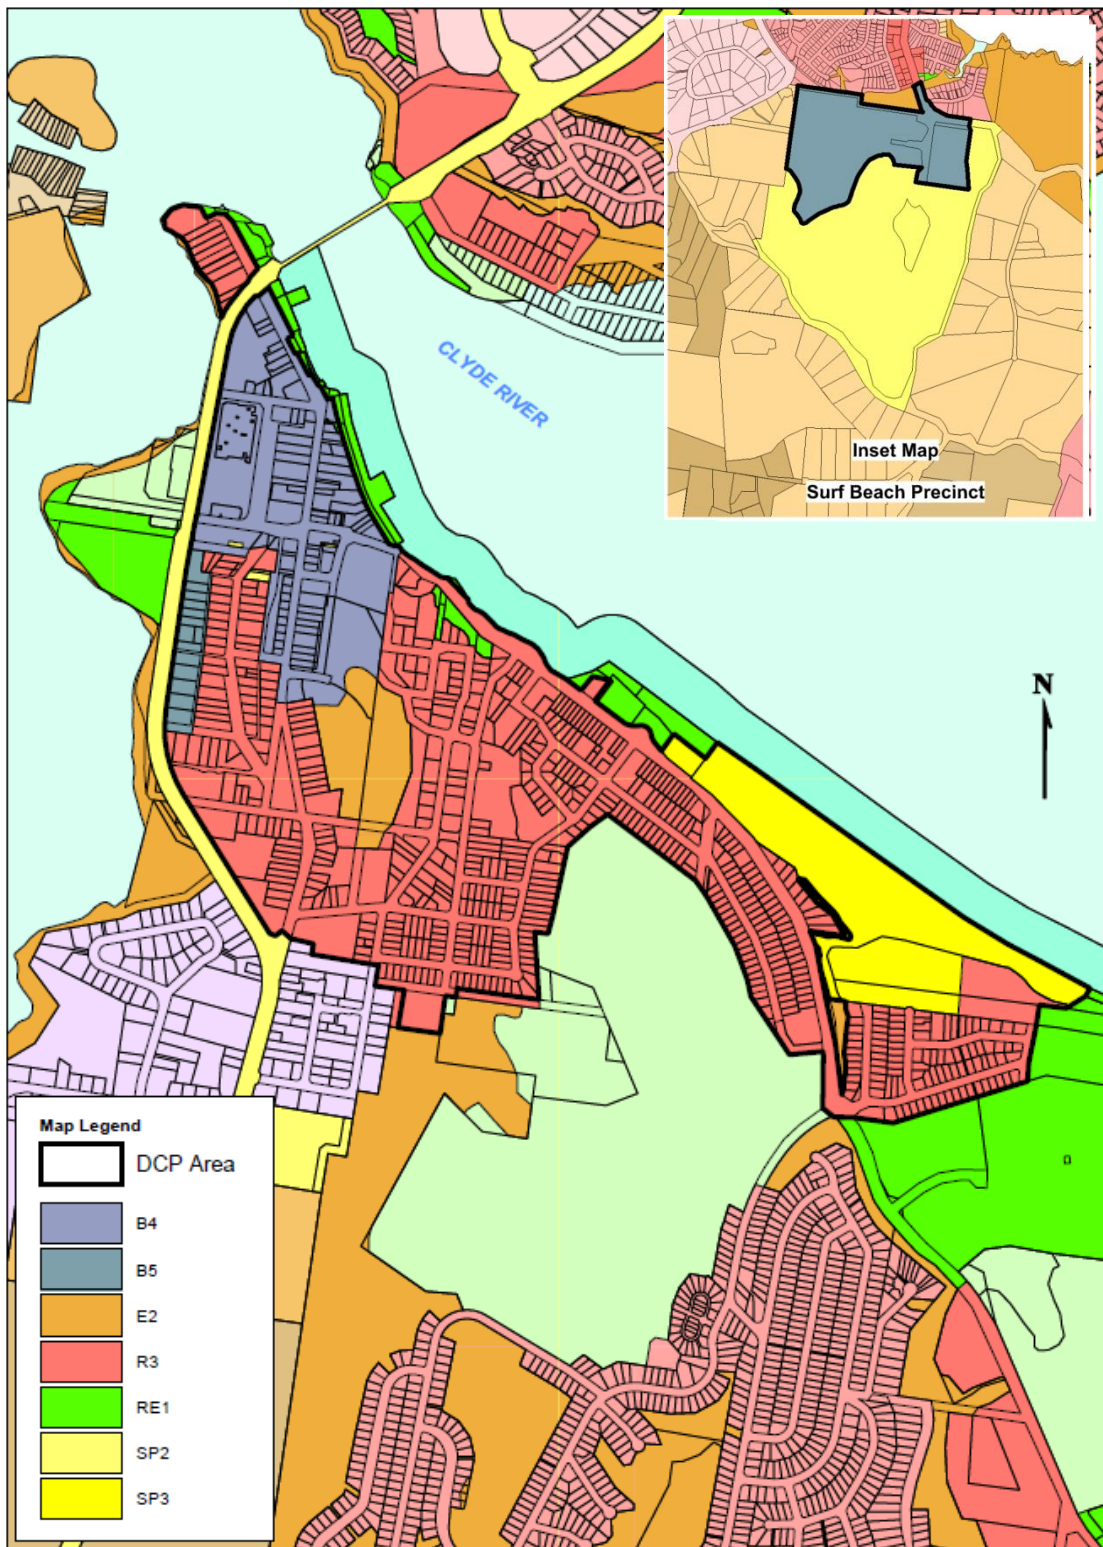 Inset Map
Surf Beach Precinct
CLYDE RIVER
N
Map Legend
DCP Area
B4
B5
E2
R3
RE1
SP2
SP3